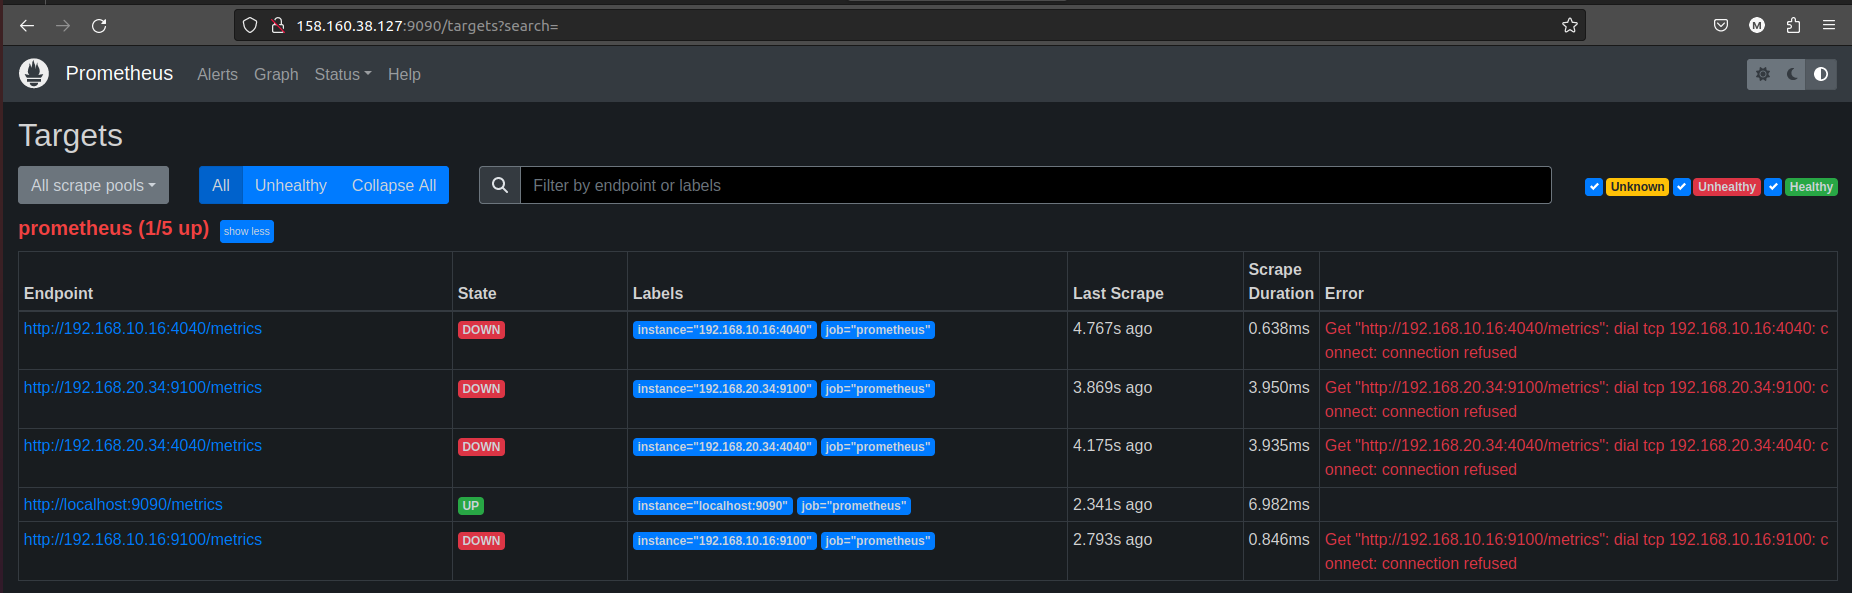 158.160.38.127:9090/targets?search=
M
Prometheus Alerts Graph Status Help
Targets
All scrape pools All Unhealthy Collapse All Filter by endpoint or labels Unknown Unhealthy Healthy
prometheus (1/5 up) show less
Scrape
Endpoint State Labels Last Scrape Duration Error
http://192.168.10.16:4040/metrics DOWN instance="192.168.10.16:4040" job="prometheus" 4.767s ago 0.638ms Get "http://192.168.10.16:4040/metrics": dial tcp 192.168.10.16:4040: c
onnect: connection refused
http://192.168.20.34:9100/metrics DOWN instance="192.168.20.34:9100" job="prometheus" 3.869s ago 3.950ms Get "http://192.168.20.34:9100/metrics": dial tcp 192.168.20.34:9100: c
onnect: connection refused
http://192.168.20.34:4040/metrics DOWN instance="192.168.20.34:4040" job="prometheus" 4.175s ago 3.935ms Get "http://192.168.20.34:4040/metrics": dial tcp 192.168.20.34:4040: c
onnect: connection refused
http://localhost:9090/metrics UP instance="localhost:9090" job="prometheus" 2.341s ago 6.982ms
http://192.168.10.16:9100/metrics DOWN instance="192.168.10.16:9100" job="prometheus" 2.793s ago 0.846ms Get "http://192.168.10.16:9100/metrics": dial tcp 192.168.10.16:9100: c
onnect: connection refused